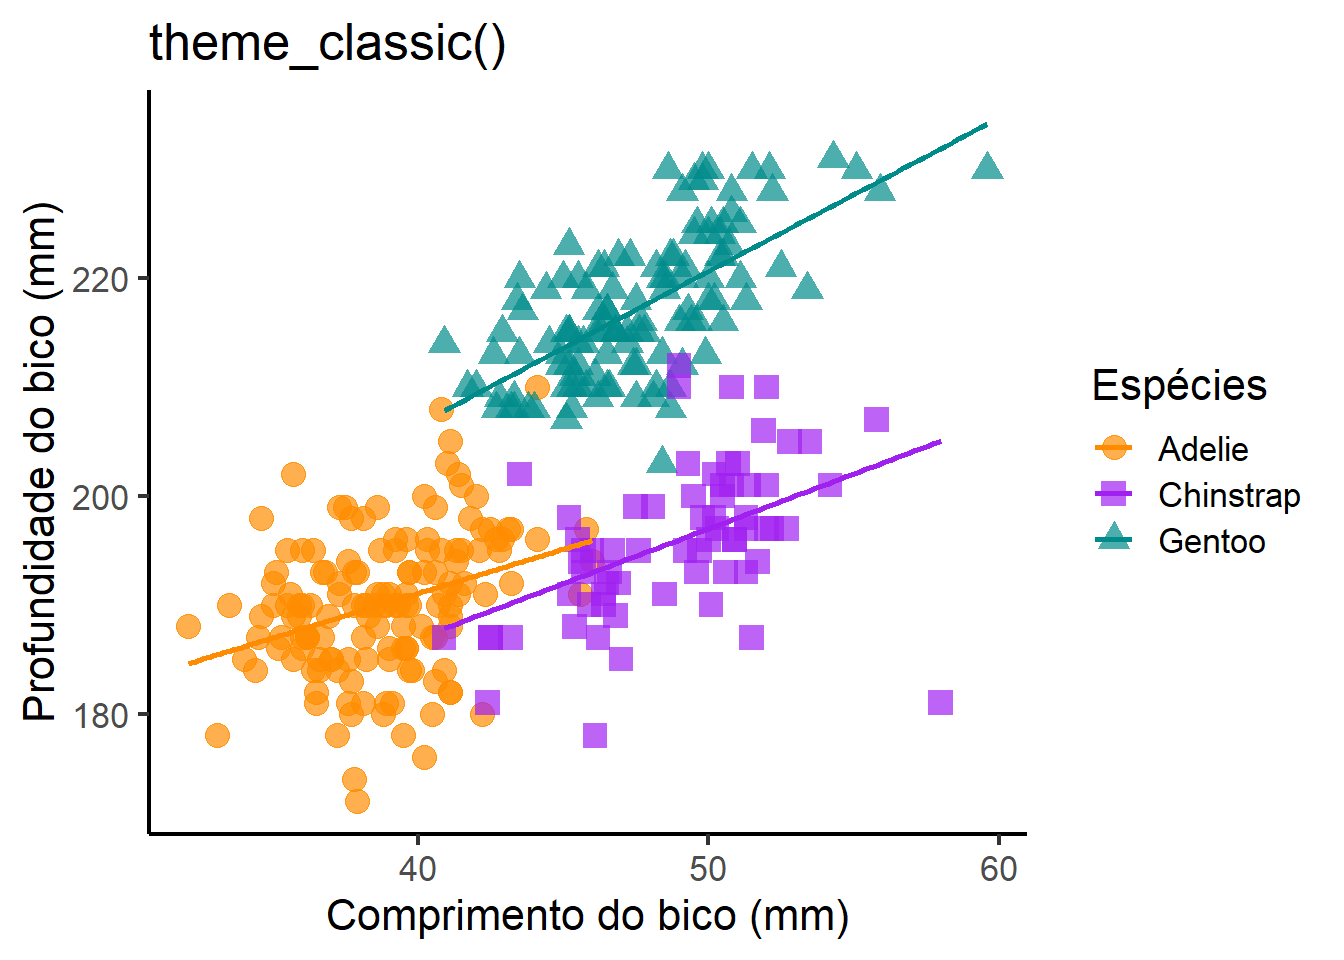 theme_classic()
Profundidade do bico (mm)
220
200
180
40
50
60
Comprimento do bico (mm)
Espécies
Adelie
Chinstrap
Gentoo